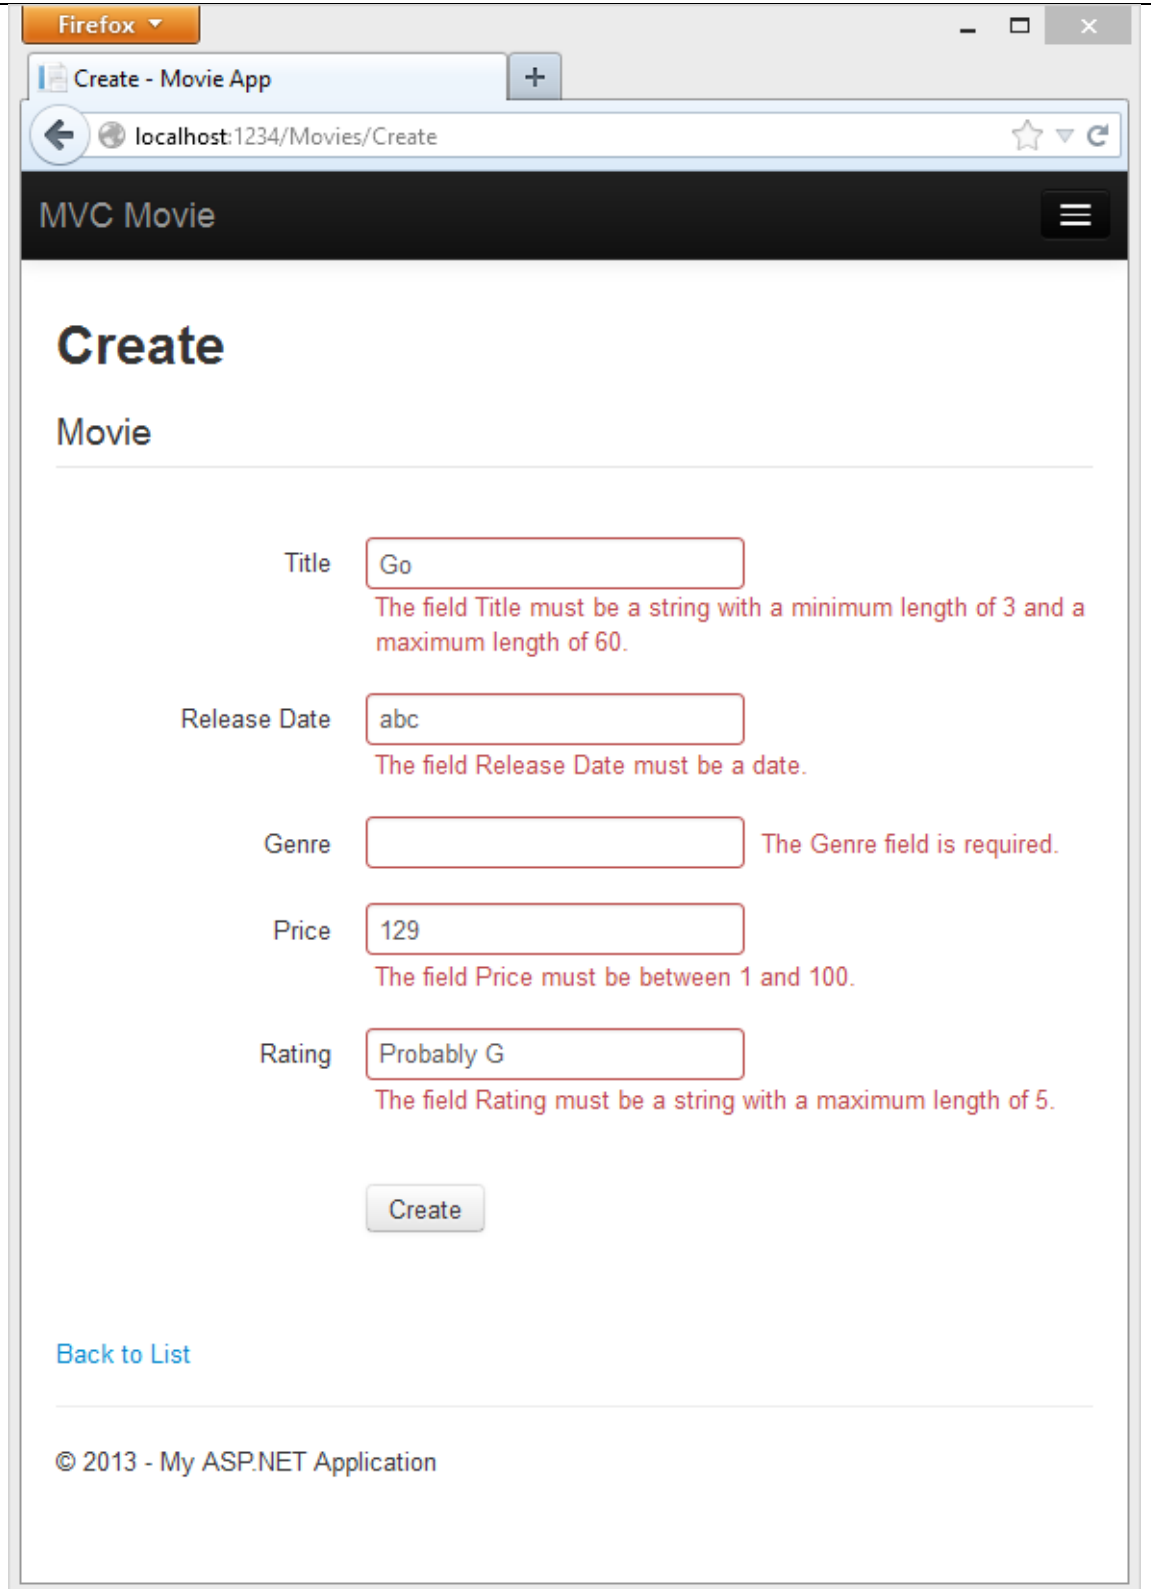 Firefox
Create - Movie App
localhost:1234/Movies/Create
MVC Movie
Create
Movie
Title
Go
The field Title must be a string with a minimum length of 3 and a
maximum length of 60.
Release Date
abc
The field Release Date must be a date.
Genre
The Genre field is required.
Price
129
The field Price must be between 1 and 100.
Rating
Probably G
The field Rating must be a string with a maximum length of 5.
Create
Back to List
© 2013 - My ASP.NET Application